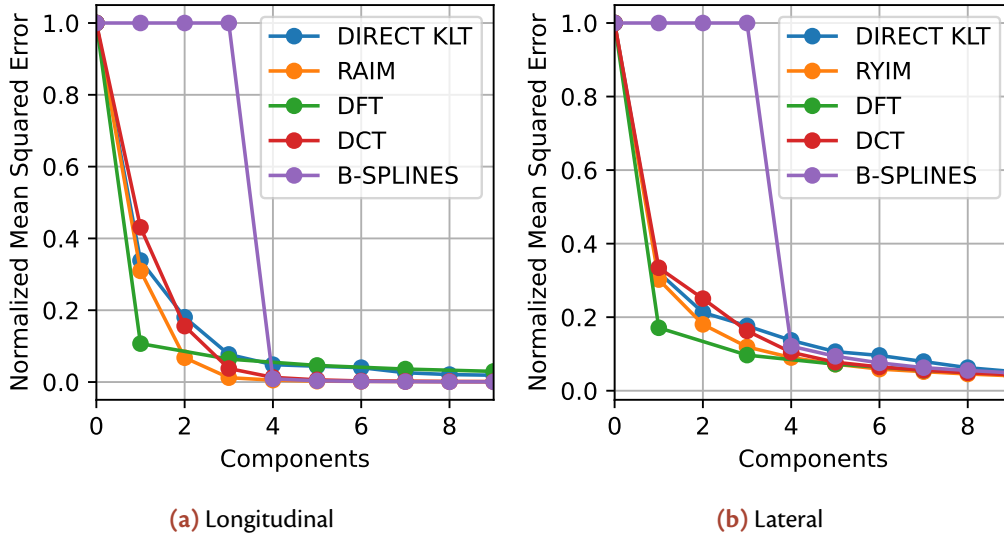 Normalized Mean Squared Error
1.0
0.8
0.6
0.4
0.2
0.0
0 2 4 6 8
Components
DIRECT KLT
RAIM
DFT
DCT
B-SPLINES
(a) Longitudinal
Normalized Mean Squared Error
1.0
0.8
0.6
0.4
0.2
0.0
0 2 4 6 8
Components
DIRECT KLT
RYIM
DFT
DCT
B-SPLINES
(b) Lateral